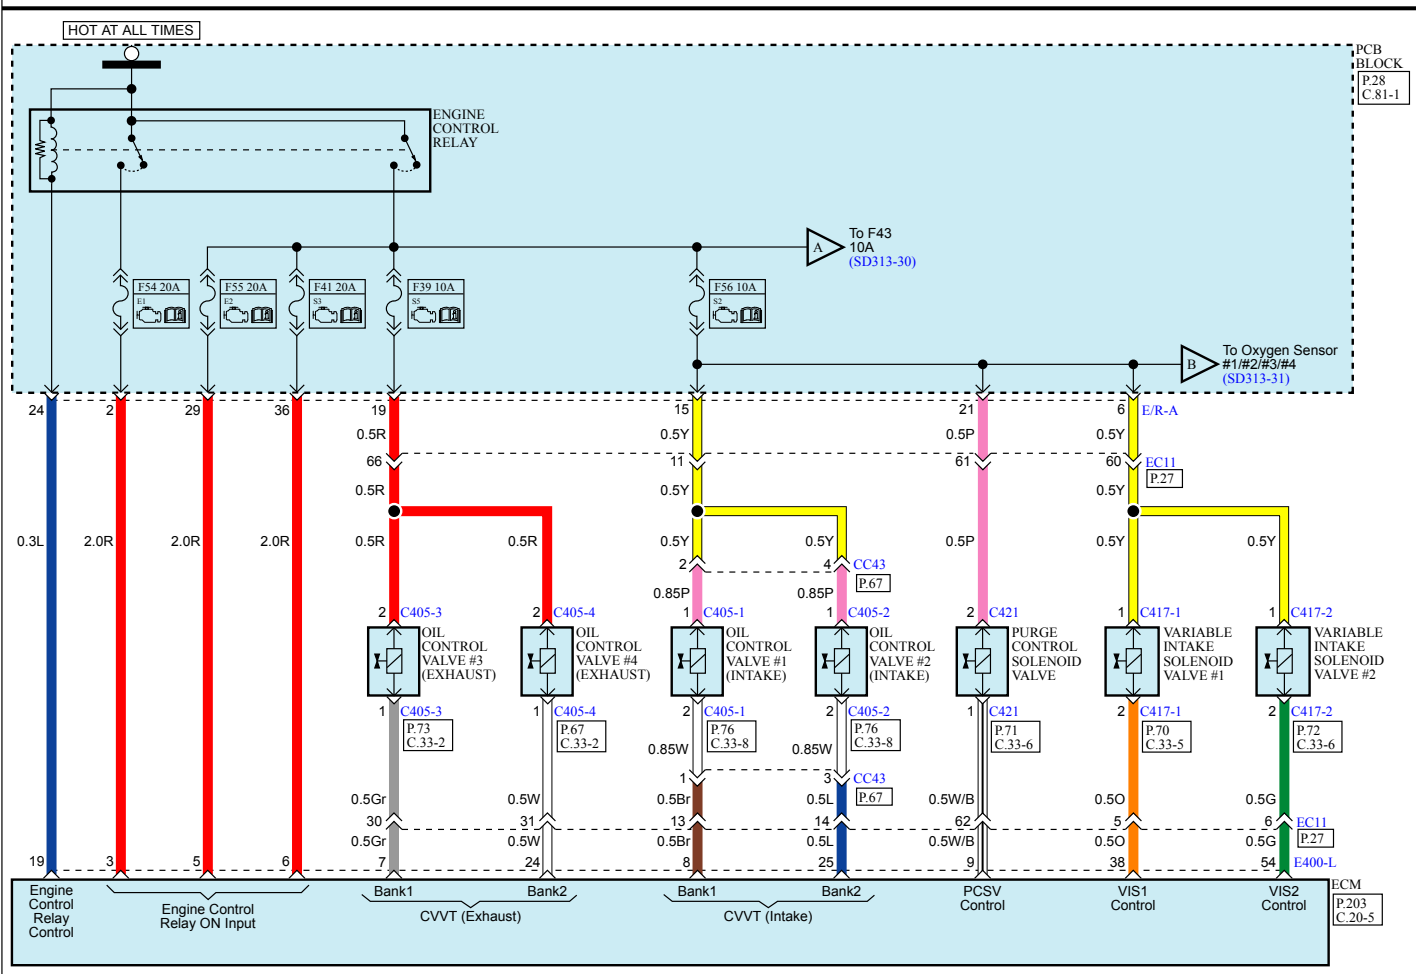 HOT AT ALL TIMES
PCB
BLOCK
P.28
C.81-1
ENGINE
CONTROL
RELAY
A
To F43
10A
(SD313-30)
F54 20A
E1
F55 20A
E2
F41 20A
S3
F39 10A
S5
F56 10A
S2
B
To Oxygen Sensor
#1/#2/#3/#4
(SD313-31)
24 2 29 36 19 15 21 6 E/R-A
0.5R 0.5Y 0.5P 0.5Y
66 11 61 60 EC11
P.27
0.5R 0.5Y 0.5Y
0.3L 2.0R 2.0R 2.0R 0.5R 0.5R 0.5Y 0.5Y 0.5P 0.5Y 0.5Y
2 4 CC43
P.67
0.85P 0.85P
2 C405-3 2 C405-4 1 C405-1 1 C405-2 2 C421 1 C417-1 1 C417-2
OIL
CONTROL
VALVE #3
(EXHAUST)
OIL
CONTROL
VALVE #4
(EXHAUST)
OIL
CONTROL
VALVE #1
(INTAKE)
OIL
CONTROL
VALVE #2
(INTAKE)
PURGE
CONTROL
SOLENOID
VALVE
VARIABLE
INTAKE
SOLENOID
VALVE #1
VARIABLE
INTAKE
SOLENOID
VALVE #2
1 C405-3 1 C405-4 2 C405-1 2 C405-2 1 C421 2 C417-1 2 C417-2
P.73
C.33-2
P.67
C.33-2
P.76
C.33-8
P.76
C.33-8
P.71
C.33-6
P.70
C.33-5
P.72
C.33-6
0.85W 0.85W
1 3 CC43
P.67
0.5Gr 0.5W 0.5Br 0.5L 0.5W/B 0.5O 0.5G
30 31 13 14 62 5 6 EC11
P.27
0.5Gr 0.5W 0.5Br 0.5L 0.5W/B 0.5O 0.5G
19 3 5 6 7 24 8 25 9 38 54 E400-L
ECM
P.203
C.20-5
Engine
Control
Relay
Control
Engine Control
Relay ON Input
Bank1 Bank2
CVVT (Exhaust)
Bank1 Bank2
CVVT (Intake)
PCSV
Control
VIS1
Control
VIS2
Control